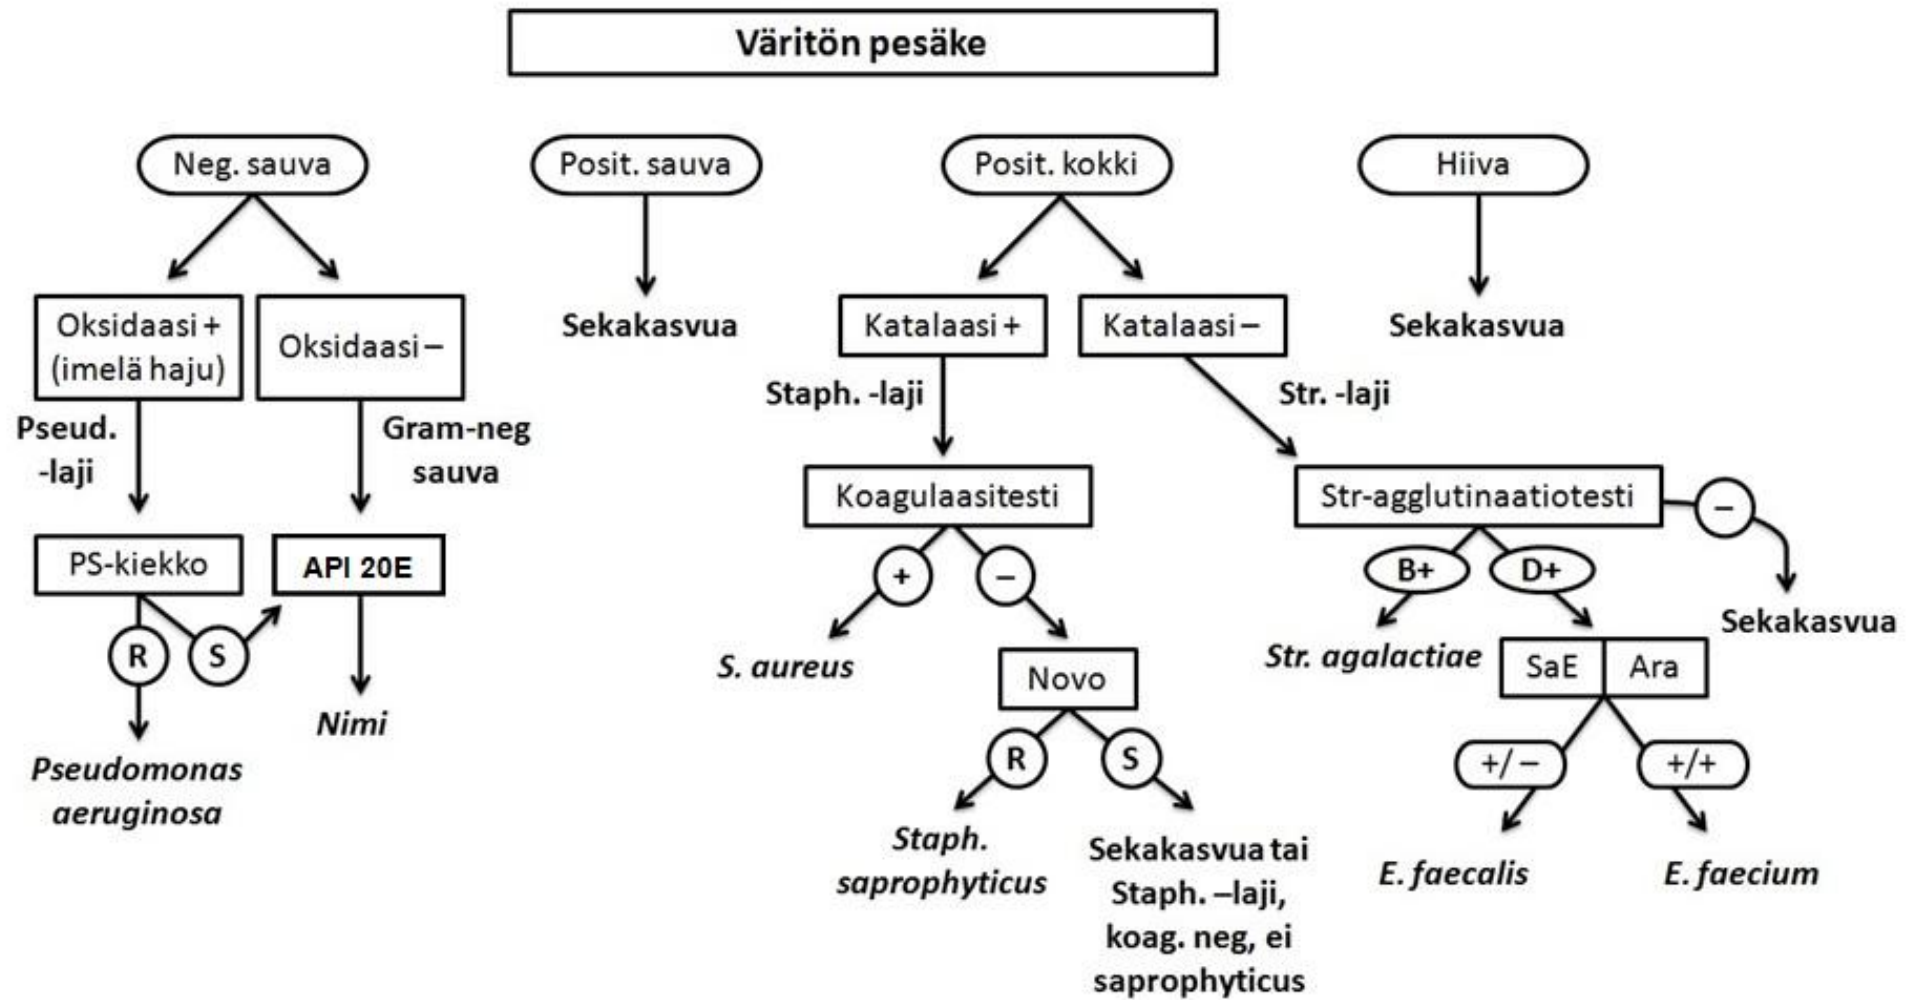 Väritön pesäke
Neg. sauva
Posit. sauva
Posit. kokki
Hiiva
Oksidaasi +
(imelä haju)
Oksidaasi –
Sekakasvua
Katalaasi +
Katalaasi –
Sekakasvua
Pseud.
-laji
Gram-neg
sauva
Staph. -laji
Str. -laji
Koagulaasitesti
Str-agglutinaatiotesti
–
PS-kiekko
API 20E
+
–
B+
D+
Sekakasvua
R
S
S. aureus
Novo
Str. agalactiae
SaE
Ara
Nimi
R
S
+/ –
+/+
Pseudomonas
aeruginosa
Staph.
saprophyticus
Sekakasvua tai
Staph. –laji,
koag. neg, ei
saprophyticus
E. faecalis
E. faecium